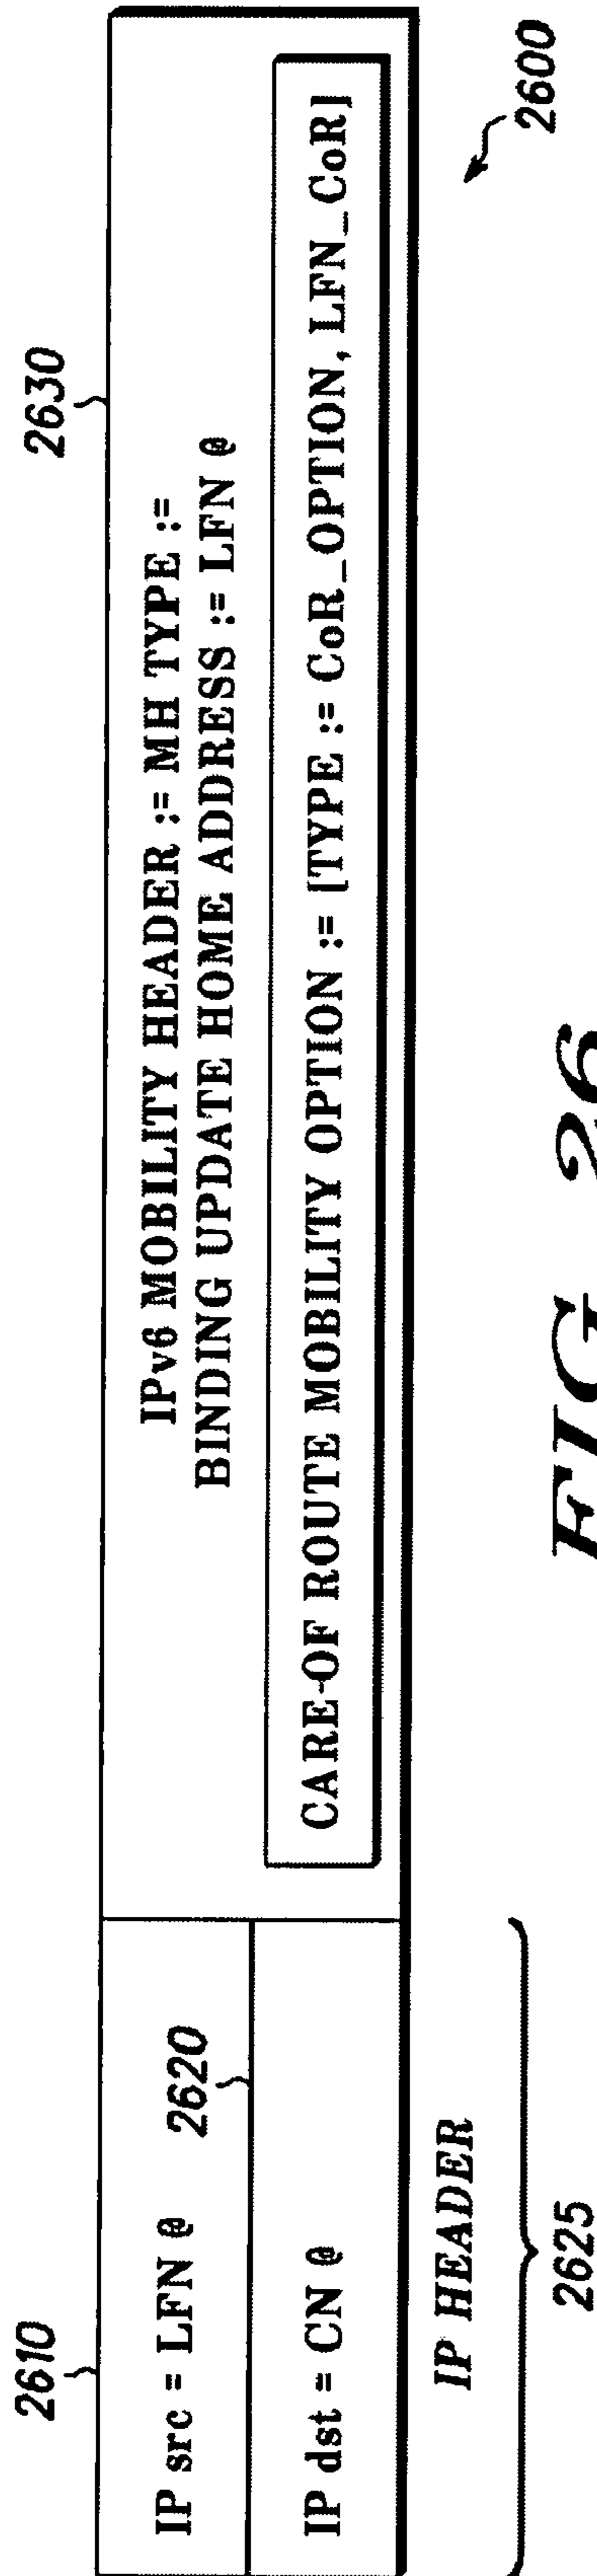 2610
2630
IP src = LFN @
2620
IP dst = CN @
IPv6 MOBILITY HEADER := MH TYPE :=
BINDING UPDATE HOME ADDRESS := LFN @
CARE-OF ROUTE MOBILITY OPTION := [TYPE := CoR_OPTION, LFN_CoR]
IP HEADER
2625
2600
FIG. 26